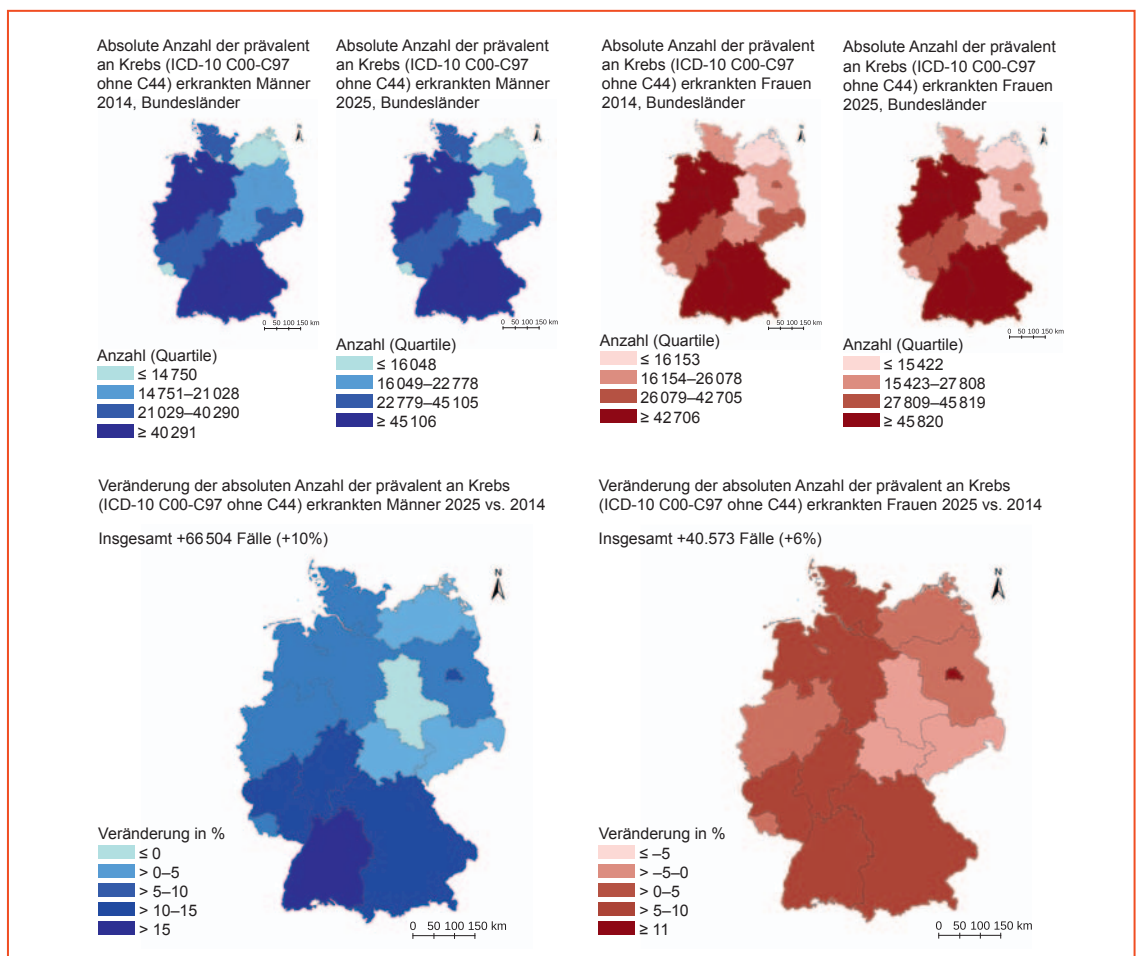 Absolute Anzahl der prävalent
an Krebs (ICD-10 C00-C97
ohne C44) erkrankten Männer
2014, Bundesländer
N
0 50 100 150 km
Anzahl (Quartile)
≤ 14 750
14 751–21 028
21 029–40 290
≥ 40 291
Absolute Anzahl der prävalent
an Krebs (ICD-10 C00-C97
ohne C44) erkrankten Männer
2025, Bundesländer
N
0 50 100 150 km
Anzahl (Quartile)
≤ 16 048
16 049–22 778
22 779–45 105
≥ 45 106
Absolute Anzahl der prävalent
an Krebs (ICD-10 C00-C97
ohne C44) erkrankten Frauen
2014, Bundesländer
N
0 50 100 150 km
Anzahl (Quartile)
≤ 16 153
16 154–26 078
26 079–42 705
≥ 42 706
Absolute Anzahl der prävalent
an Krebs (ICD-10 C00-C97
ohne C44) erkrankten Frauen
2025, Bundesländer
N
0 50 100 150 km
Anzahl (Quartile)
≤ 15 422
15 423–27 808
27 809–45 819
≥ 45 820
Veränderung der absoluten Anzahl der prävalent an Krebs
(ICD-10 C00-C97 ohne C44) erkrankten Männer 2025 vs. 2014
Insgesamt +66 504 Fälle (+10%)
N
Veränderung in %
≤ 0
> 0–5
> 5–10
> 10–15
> 15
0 50 100 150 km
Veränderung der absoluten Anzahl der prävalent an Krebs
(ICD-10 C00-C97 ohne C44) erkrankten Frauen 2025 vs. 2014
Insgesamt +40.573 Fälle (+6%)
N
Veränderung in %
≤ –5
> –5–0
> 0–5
> 5–10
≥ 11
0 50 100 150 km